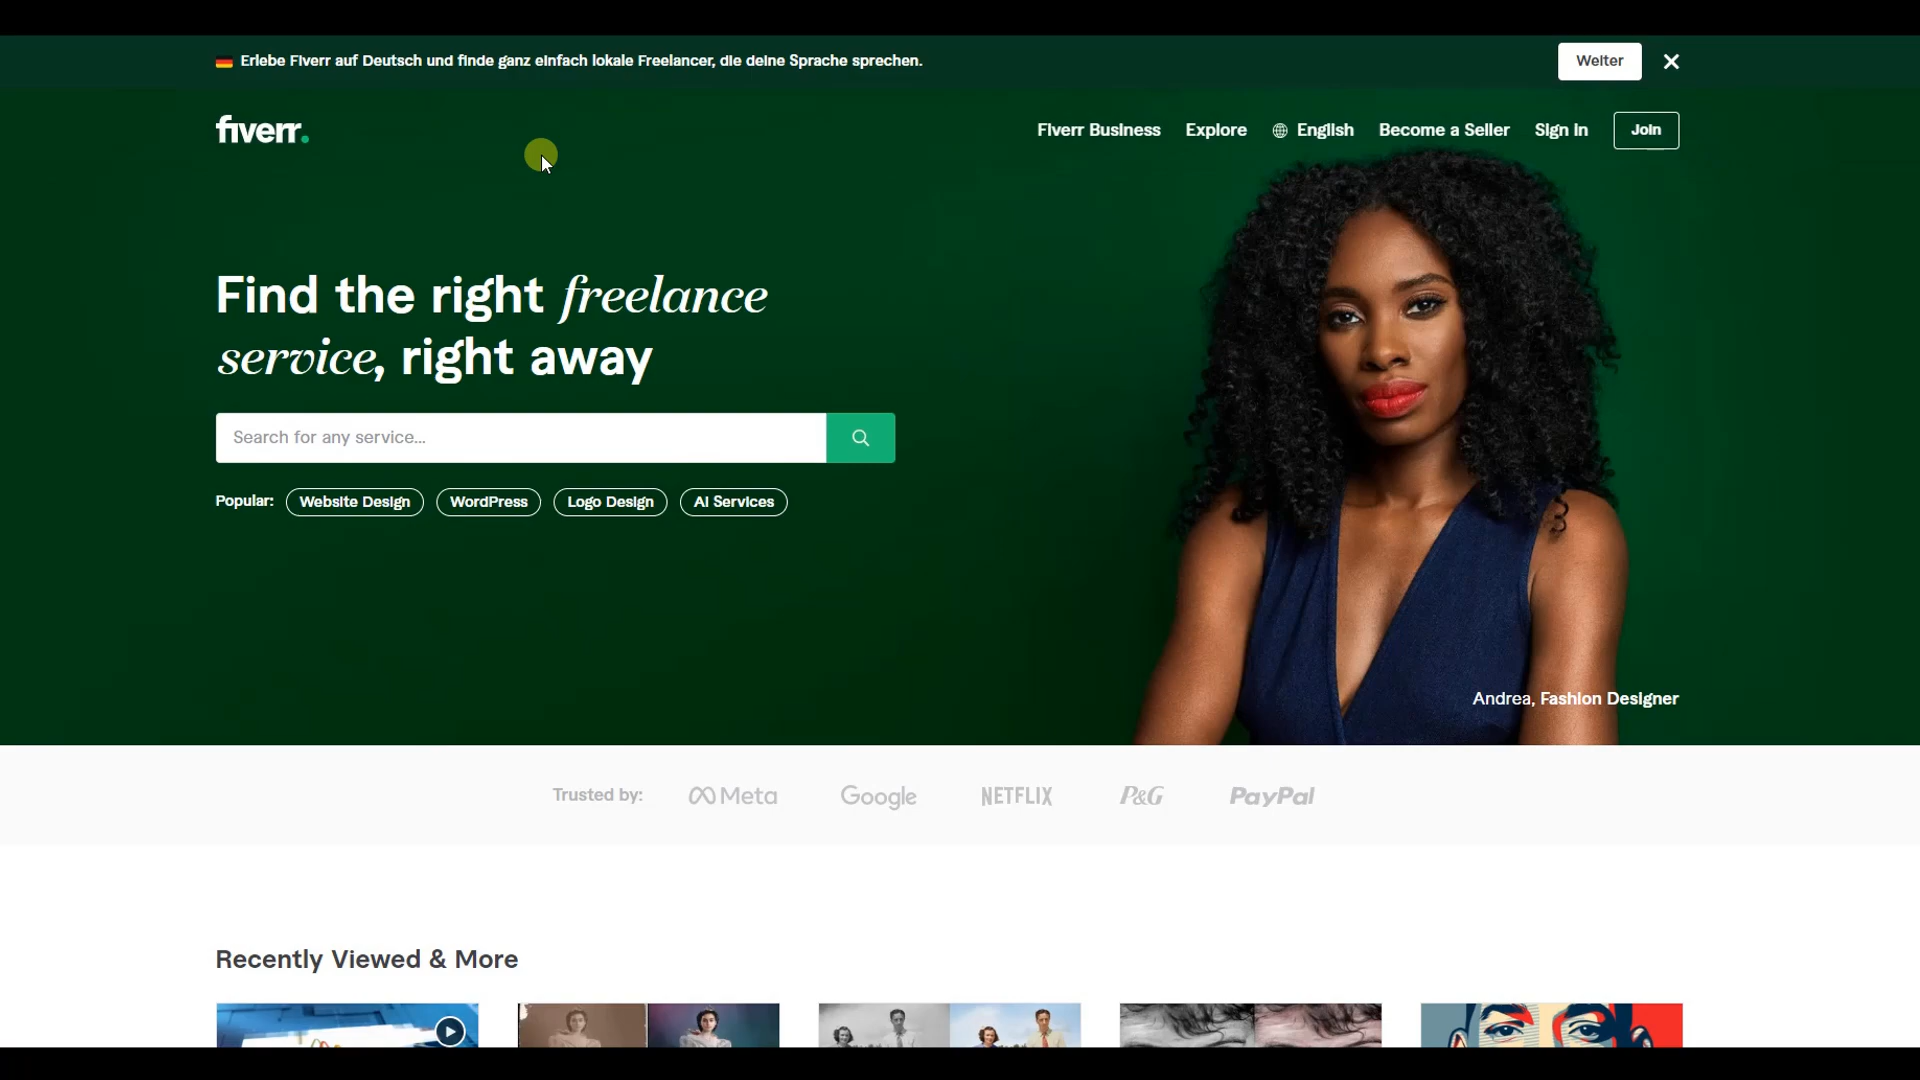 Erlebe Fiverr auf Deutsch und finde ganz einfach lokale Freelancer, die deine Sprache sprechen.
Weiter
fiverr.
Fiverr Business
Explore
English
Become a Seller
Sign in
Join
Find the right freelance
service, right away
Search for any service...
Popular:
Website Design
WordPress
Logo Design
AI Services
Andrea, Fashion Designer
Trusted by:
Meta
Google
NETFLIX
P&G
PayPal
Recently Viewed & More